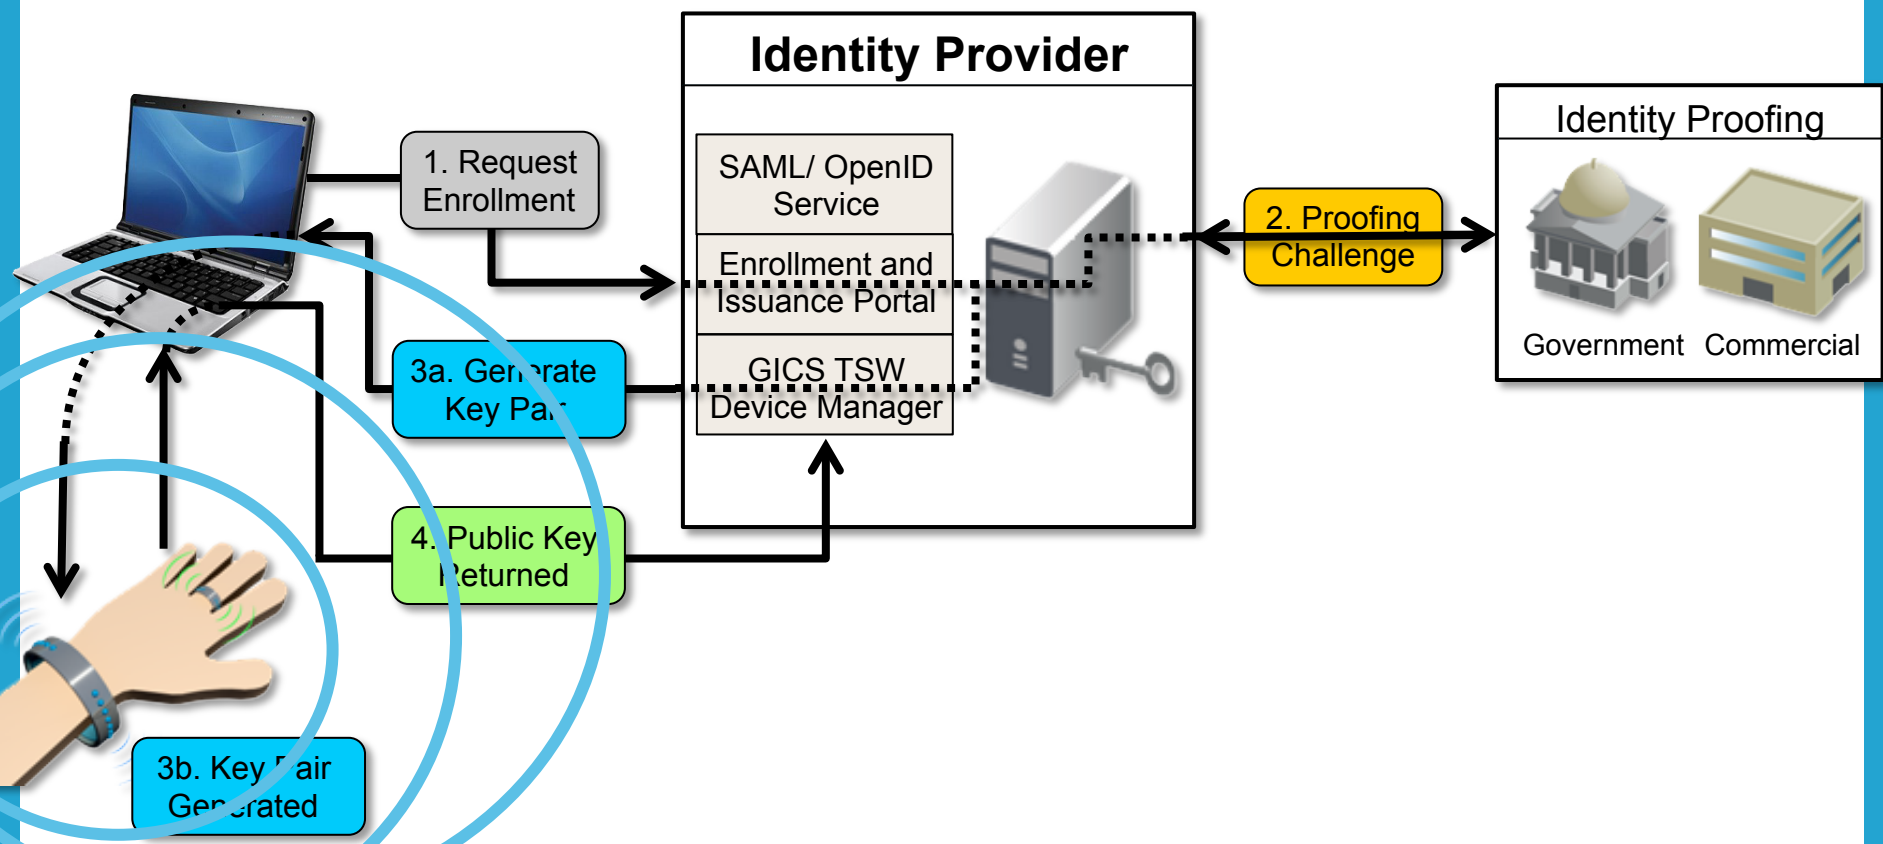 Identity Provider
Identity Proofing
1. Request
Enrollment
SAML/ OpenID
Service
2. Proofing
Challenge
Enrollment and
Issuance Portal
Government
Commercial
3a. Generate
Key Pair
GICS TSW
Device Manager
4. Public Key
Returned
3b. Key Pair
Generated